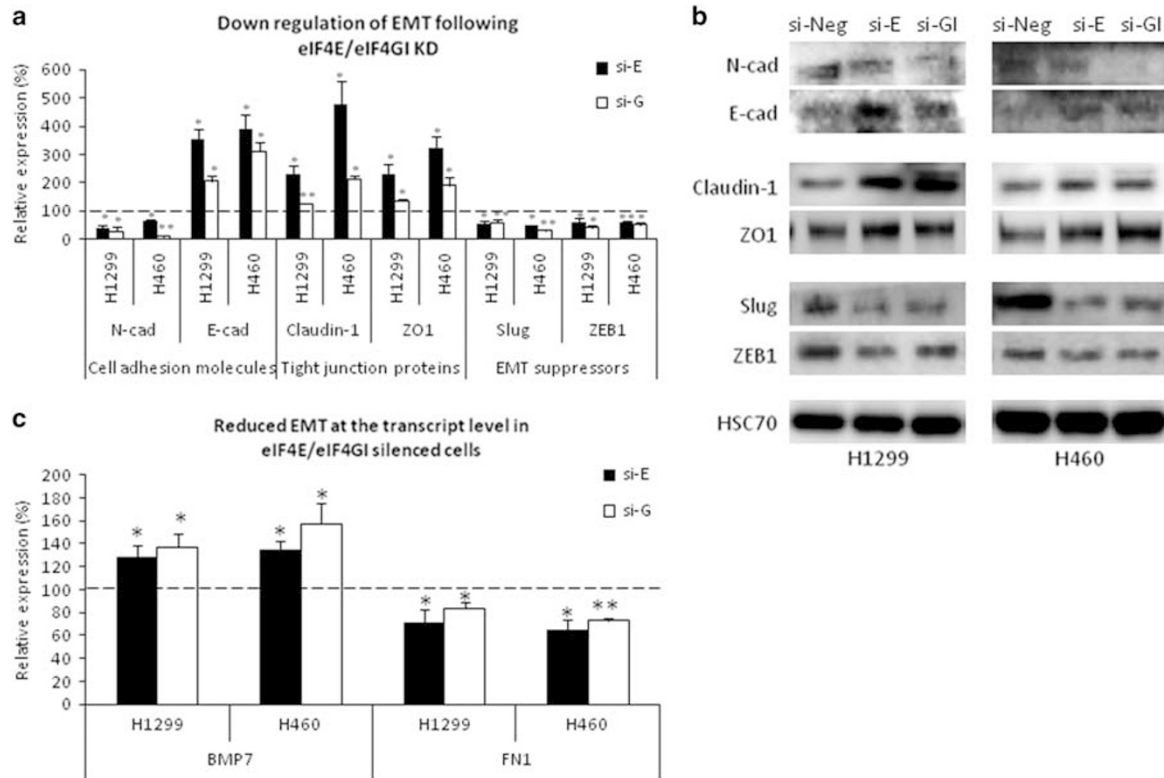 a
Down regulation of EMT following
eIF4E/eIF4GI KD
Relative expression (%)
600
500
400
300
200
100
0
si-E
si-G
* * * ** * * * * * ** * * * * * * * ** * ** * * ** *
H1299 H460 H1299 H460 H1299 H460 H1299 H460 H1299 H460 H1299 H460
N-cad E-cad Claudin-1 ZO1 Slug ZEB1
Cell adhesion molecules Tight junction proteins EMT suppressors
b
si-Neg si-E si-GI si-Neg si-E si-GI
N-cad
E-cad
Claudin-1
ZO1
Slug
ZEB1
HSC70
H1299 H460
c
Reduced EMT at the transcript level in
eIF4E/eIF4GI silenced cells
Relative expression (%)
200
180
160
140
120
100
80
60
40
20
0
si-E
si-G
* * * * * * * **
H1299 H460 H1299 H460
BMP7 FN1